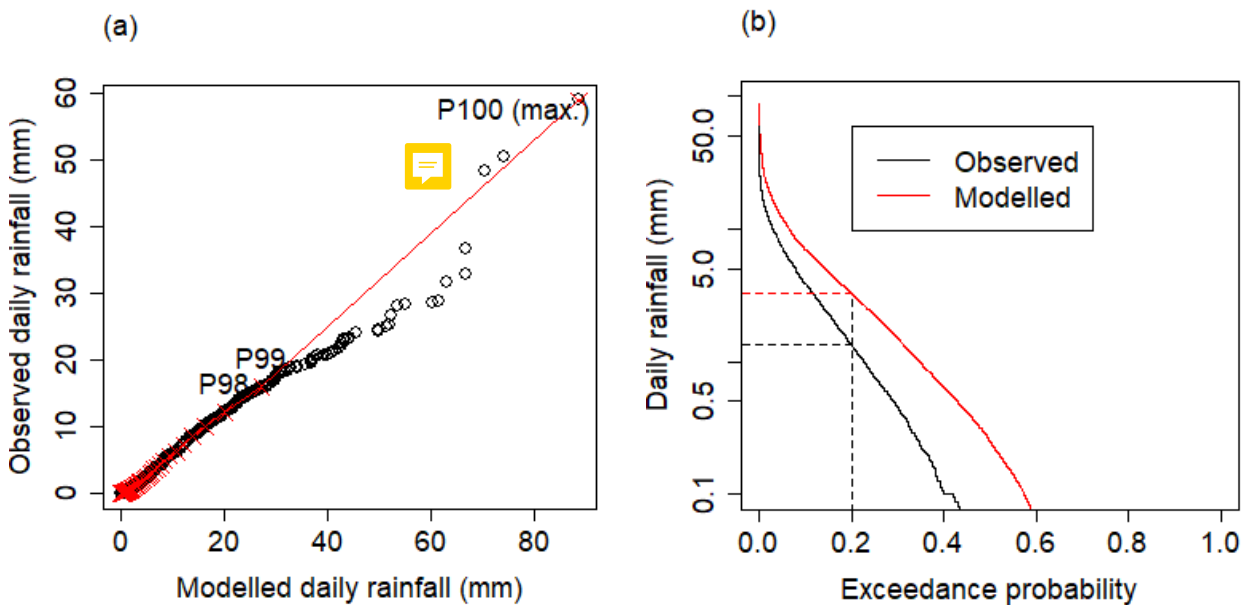 (a)
Observed daily rainfall (mm)
60
50
40
30
20
10
0
P100 (max.)
P99
P98
0 20 40 60 80
Modelled daily rainfall (mm)
(b)
Daily rainfall (mm)
50.0
5.0
0.5
0.1
Observed
Modelled
0.0 0.2 0.4 0.6 0.8 1.0
Exceedance probability